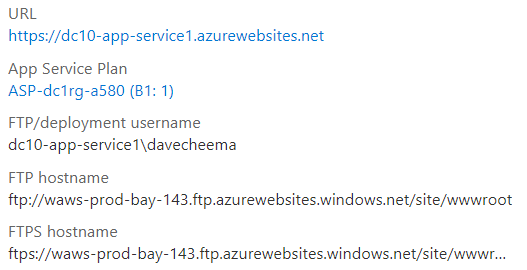 URL
https://dc10-app-service1.azurewebsites.net
App Service Plan
ASP-dc1rg-a580 (B1: 1)
FTP/deployment username
dc10-app-service1\davecheema
FTP hostname
ftp://waws-prod-bay-143.ftp.azurewebsites.windows.net/site/wwwroot
FTPS hostname
ftps://waws-prod-bay-143.ftp.azurewebsites.windows.net/site/wwwr...